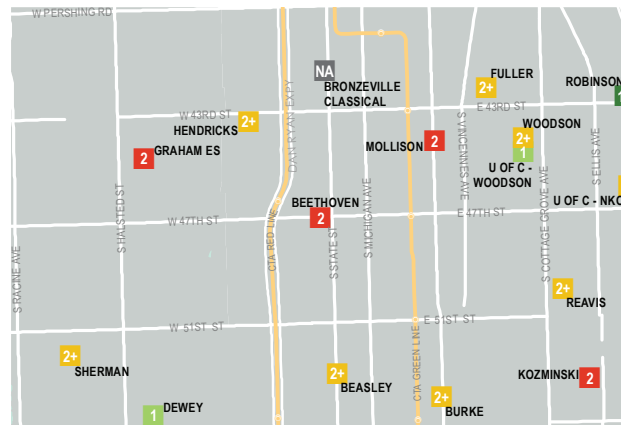 W PERSHING RD
NA
BRONZEVILLE
CLASSICAL
FULLER
2+
ROBINSON
1
W 43RD ST
E 43RD ST
HENDRICKS
2+
DAN RYAN EXPY
S VINCENNES AVE
WOODSON
2+
1
U OF C -
WOODSON
S ELLIS AVE
MOLLISON
2
2
GRAHAM ES
S HALSTED ST
BEETHOVEN
2
S MICHIGAN AVE
U OF C - NKO
W 47TH ST
E 47TH ST
S RACINE AVE
CTA RED LINE
S STATE ST
S COTTAGE GROVE AVE
2+
REAVIS
W 51ST ST
E 51ST ST
2+
SHERMAN
2+
BEASLEY
CTA GREEN LINE
KOZMINSKI
2
1
DEWEY
2+
BURKE